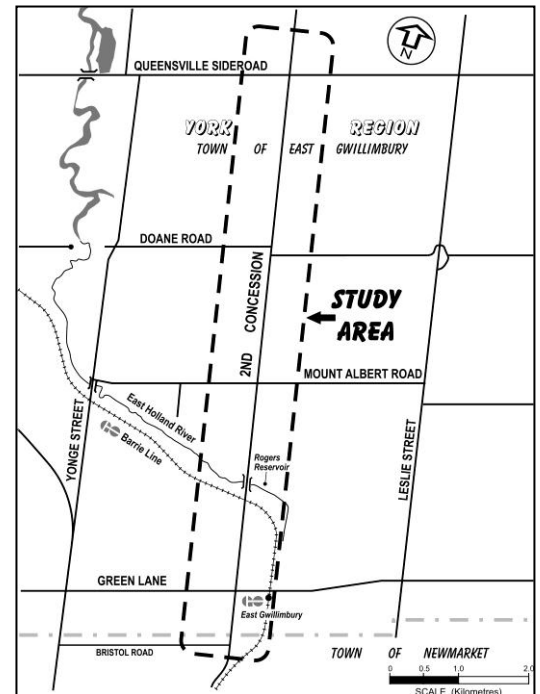 N
QUEENSVILLE SIDEROAD
YORK REGION
TOWN OF EAST GWILLIMBURY
DOANE ROAD
2ND CONCESSION
STUDY
AREA
MOUNT ALBERT ROAD
YONGE STREET
East Holland River
GO Barrie Line
Rogers
Reservoir
LESLIE STREET
GREEN LANE
GO
East Gwillimbury
BRISTOL ROAD
TOWN OF NEWMARKET
0 0.5 1.0 2.0
SCALE (Kilometres)